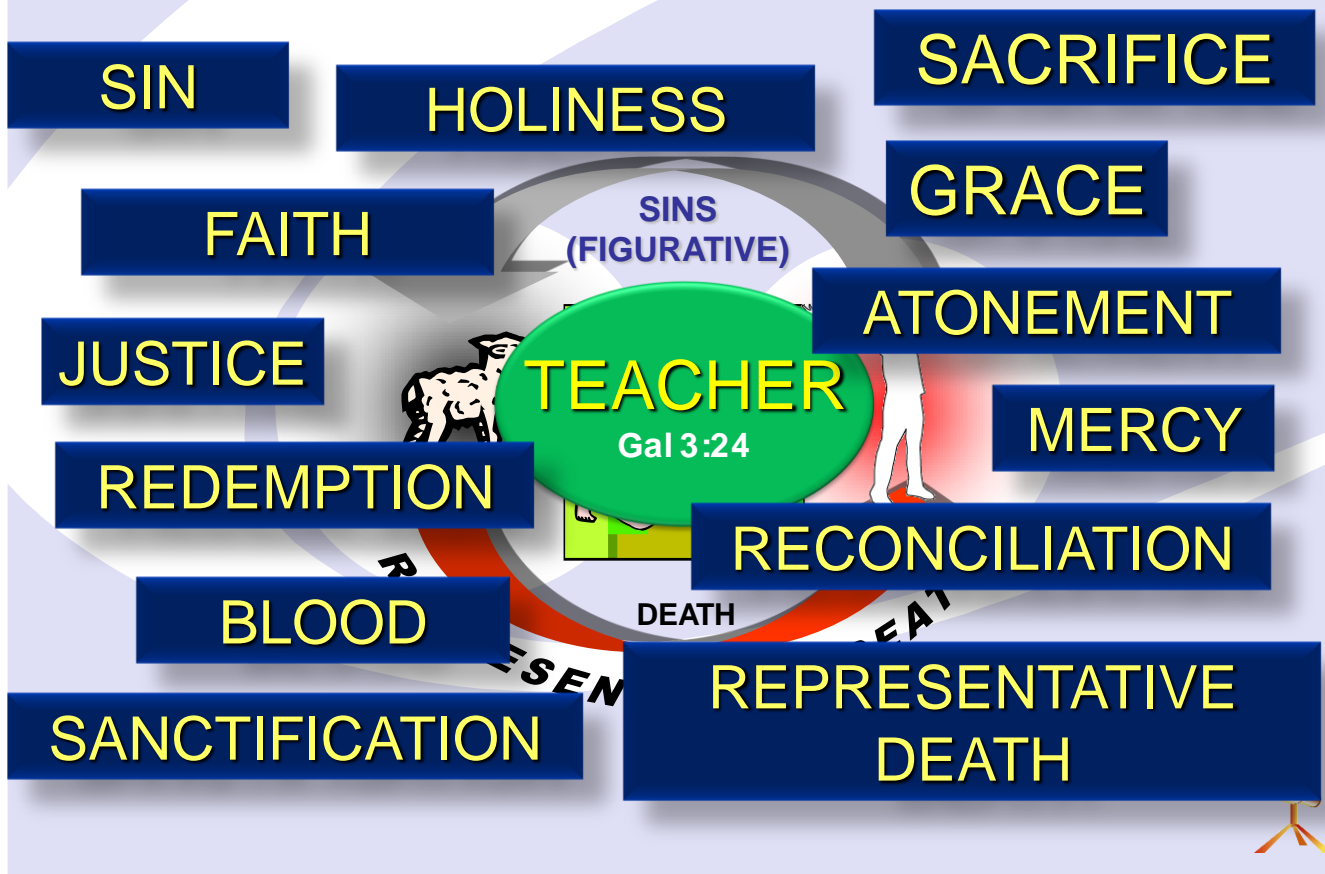 SIN
HOLINESS
SACRIFICE
FAITH
SINS
(FIGURATIVE)
GRACE
ATONEMENT
JUSTICE
TEACHER
Gal 3:24
MERCY
REDEMPTION
RECONCILIATION
BLOOD
DEATH
SANCTIFICATION
REPRESENTATIVE
DEATH